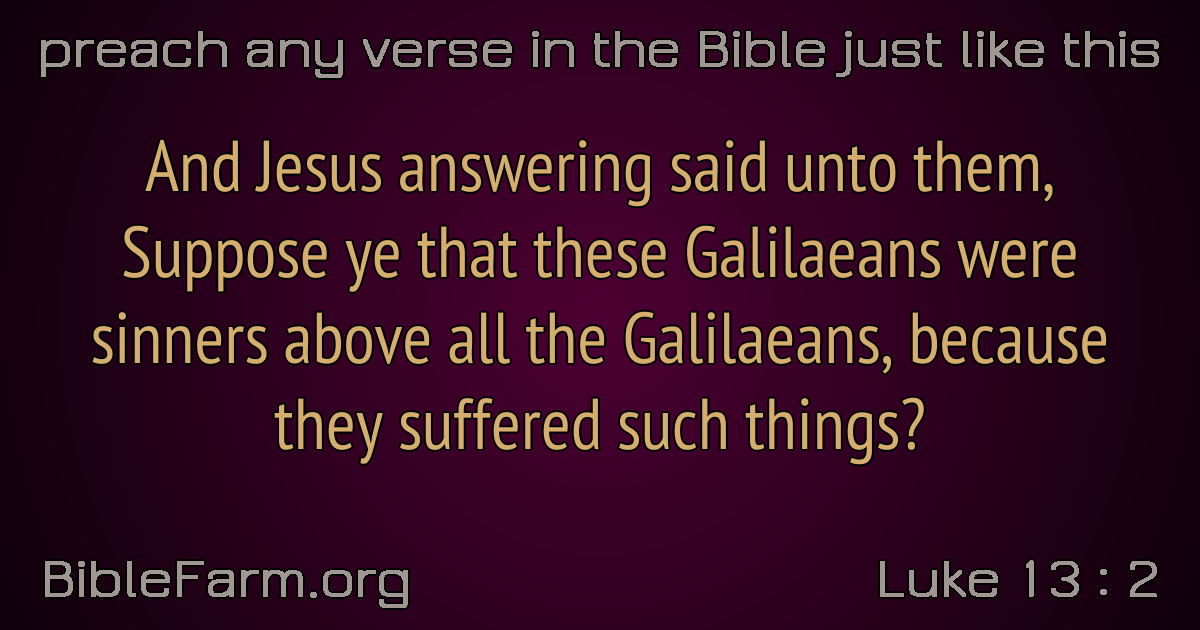 preach any verse in the Bible just like this
And Jesus answering said unto them,
Suppose ye that these Galilaeans were
sinners above all the Galilaeans, because
they suffered such things?
BibleFarm.org
Luke 13 : 2